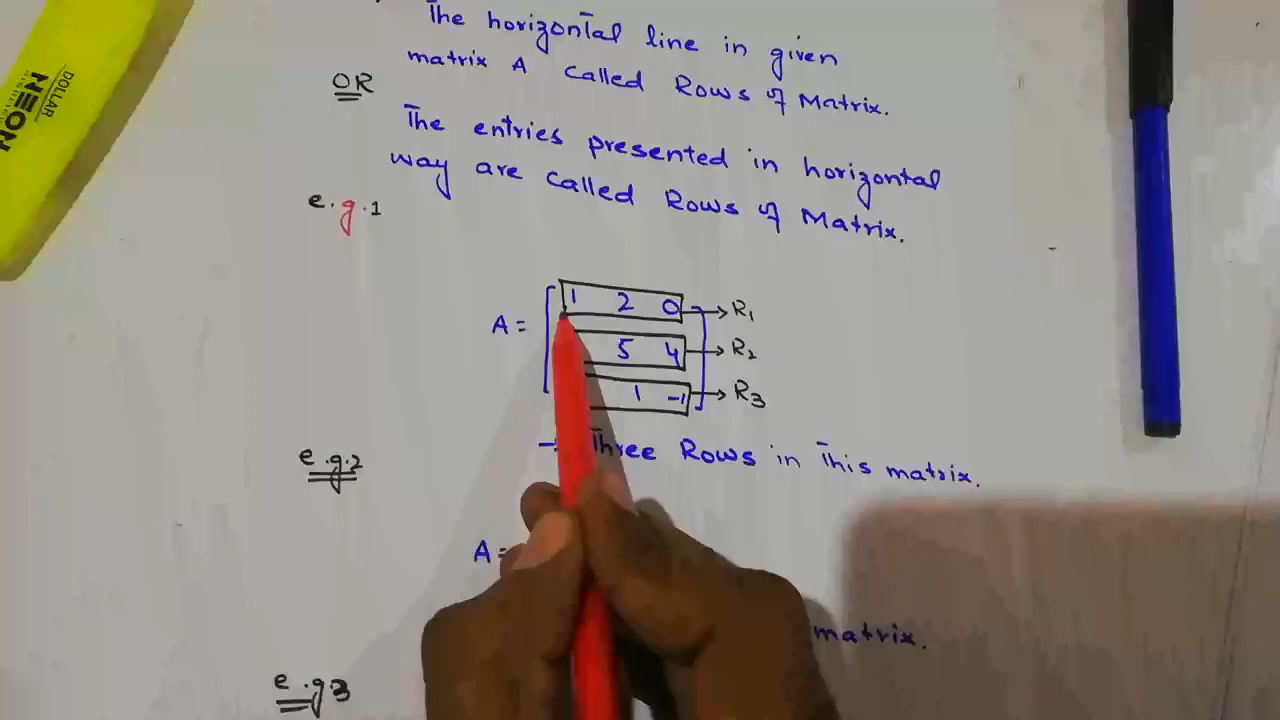 The horizontal line in given
matrix A called Rows of Matrix.
OR
The entries presented in horizontal
way are called Rows of Matrix.
e.g.1
A = 1 2 0 → R1
5 4 → R2
1 -1 → R3
Three Rows in This matrix.
e.g.2
A =
matrix.
e.g3
DOLLAR
NEON